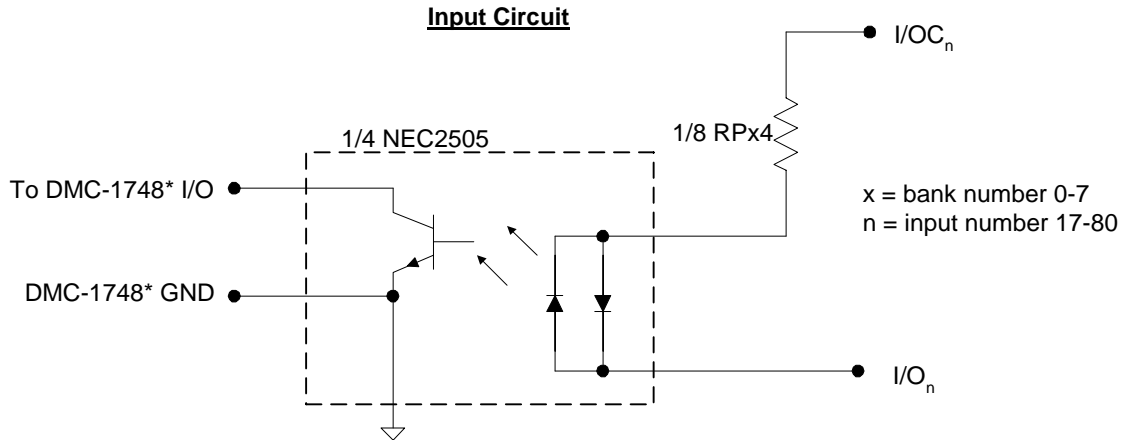 Input Circuit
I/OCn
1/8 RPx4
1/4 NEC2505
To DMC-1748* I/O
x = bank number 0-7
n = input number 17-80
DMC-1748* GND
I/On